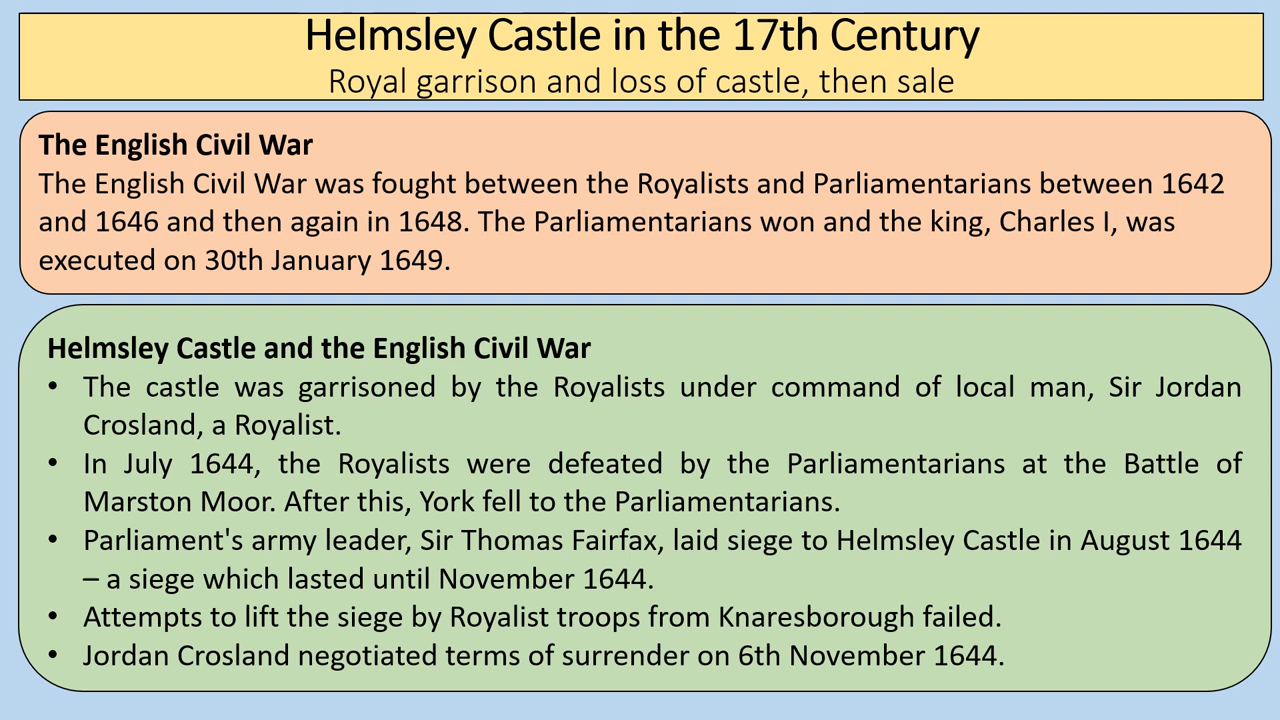 Helmsley Castle in the 17th Century
Royal garrison and loss of castle, then sale
The English Civil War
The English Civil War was fought between the Royalists and Parliamentarians between 1642
and 1646 and then again in 1648. The Parliamentarians won and the king, Charles I, was
executed on 30th January 1649.
Helmsley Castle and the English Civil War
• The castle was garrisoned by the Royalists under command of local man, Sir Jordan
Crosland, a Royalist.
• In July 1644, the Royalists were defeated by the Parliamentarians at the Battle of
Marston Moor. After this, York fell to the Parliamentarians.
• Parliament's army leader, Sir Thomas Fairfax, laid siege to Helmsley Castle in August 1644
– a siege which lasted until November 1644.
• Attempts to lift the siege by Royalist troops from Knaresborough failed.
• Jordan Crosland negotiated terms of surrender on 6th November 1644.